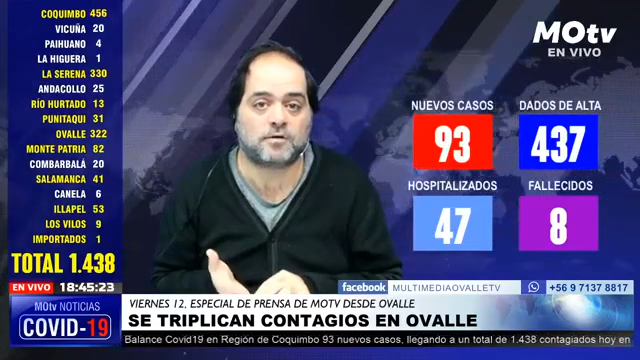 COQUIMBO 456
VICUÑA 20
PAIHUANO 4
LA HIGUERA 1
LA SERENA 330
ANDACOLLO 25
RÍO HURTADO 13
PUNITAQUI 31
OVALLE 322
MONTE PATRIA 82
COMBARBALÁ 20
SALAMANCA 41
CANELA 6
ILLAPEL 53
LOS VILOS 9
IMPORTADOS 1
TOTAL 1.438
MOtv
EN VIVO
NUEVOS CASOS
93
DADOS DE ALTA
437
HOSPITALIZADOS
47
FALLECIDOS
8
EN VIVO 18:45:23
facebook MULTIMEDIAOVALLETV +56 9 7137 8817
MOtv NOTICIAS
COVID-19
VIERNES 12, ESPECIAL DE PRENSA DE MOTV DESDE OVALLE
SE TRIPLICAN CONTAGIOS EN OVALLE
Balance Covid19 en Región de Coquimbo 93 nuevos casos, llegando a un total de 1.438 contagiados hoy en